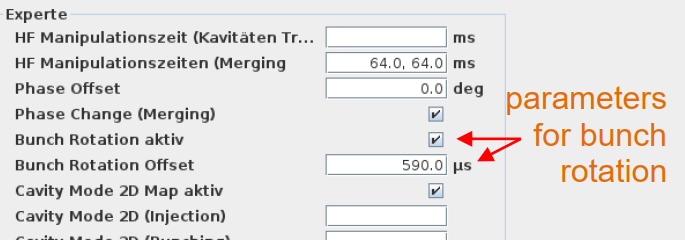 Experte
HF Manipulationszeit (Kavitäten Tr... ms
HF Manipulationszeiten (Merging 64.0, 64.0 ms
Phase Offset 0.0 deg
Phase Change (Merging)
Bunch Rotation aktiv
Bunch Rotation Offset 590.0 µs
Cavity Mode 2D Map aktiv
Cavity Mode 2D (Injection)
Cavity Mode 2D (Bunching)
parameters
for bunch
rotation